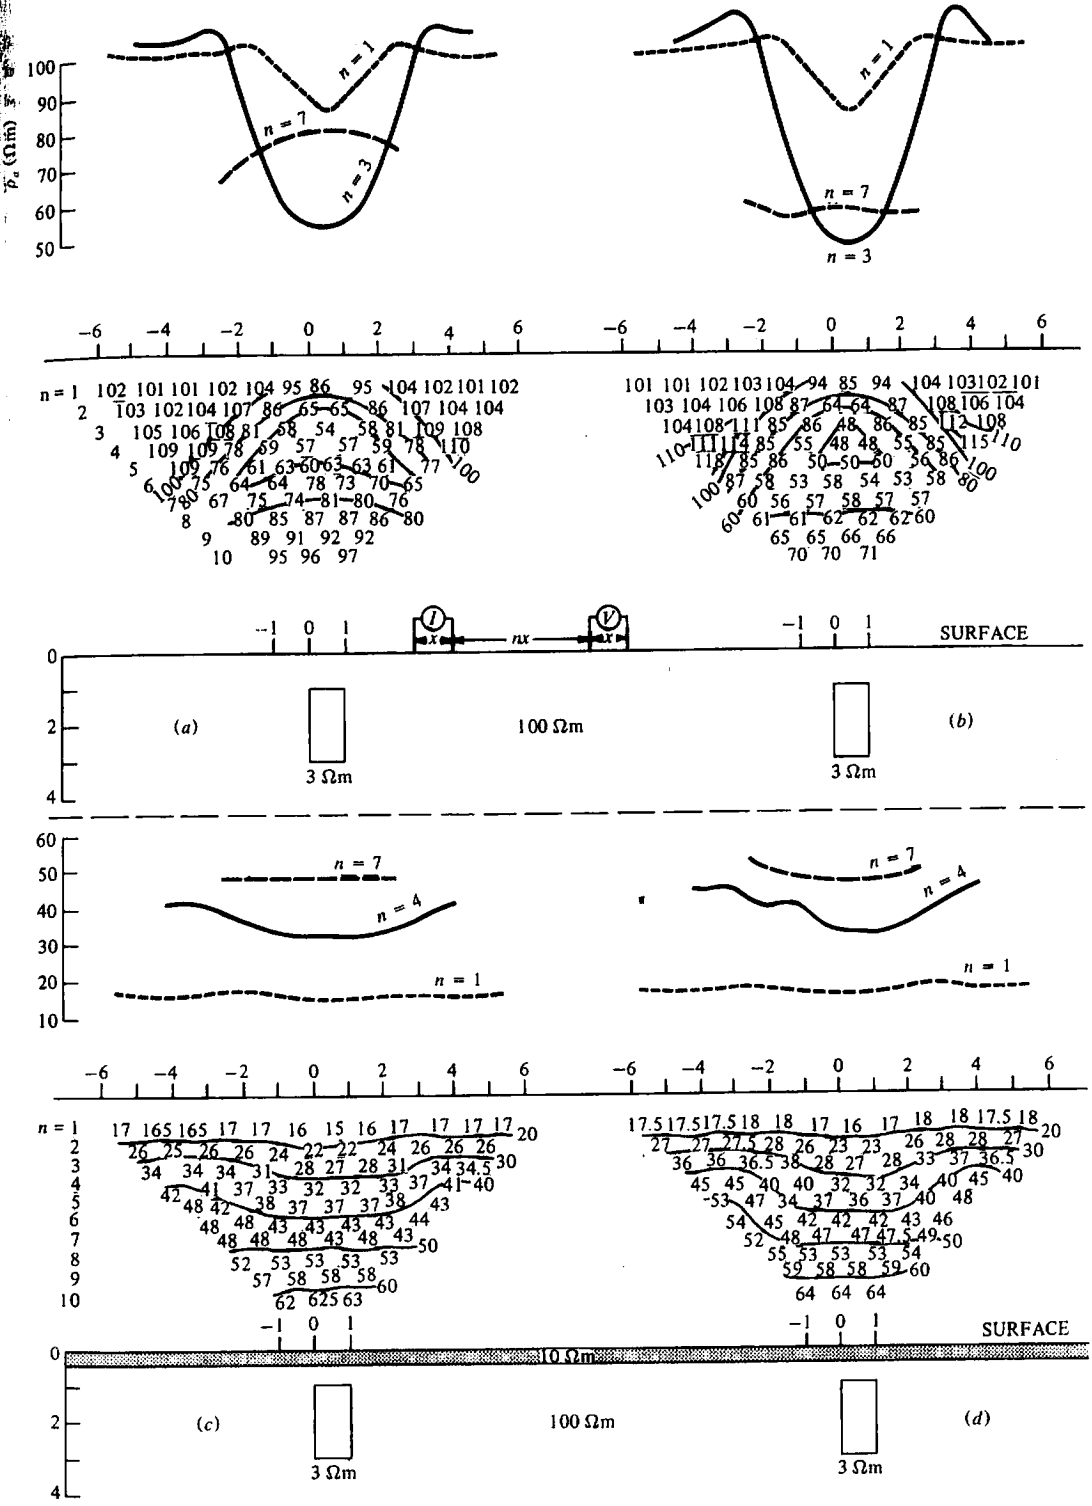 n = 1 n = 1
100
90
n = 7
80
ρa (Ωm)
70
n = 3
n = 7
60
50
n = 3
-6 -4 -2 0 2 4 6 -6 -4 -2 0 2 4 6
n = 1 102 101 101 102 104 95 86 95 104 102 101 102 101 101 102 103 104 94 85 94 104 103 102 101
2 103 102 104 107 86 65 65 86 107 104 104 103 104 106 108 87 64 64 87 108 106 104
3 105 106 108 81 58 54 58 81 109 108 104 108 111 85 86 48 86 85 112 108
4 109 109 78 59 57 57 59 78 110 110 111 114 85 55 48 48 55 85 115 110
5 109 76 61 63 60 63 63 61 77 100 118 85 86 50 50 50 56 86 100
6 100 75 80 64 64 78 73 70 65 100 87 58 53 58 54 53 58 80
7 78 67 75 74 81 80 76 60 56 57 58 57 57
8 80 85 87 87 86 80 60 61 61 62 62 62 60
9 89 91 92 92 65 65 66 66
10 95 96 97 70 70 71
I V
-1 0 1 x nx x -1 0 1 SURFACE
0
2 (a) 100 Ωm (b)
3 Ωm 3 Ωm
4
60
n = 7 n = 7
50
n = 4 n = 4
40
30
20 n = 1 n = 1
10
-6 -4 -2 0 2 4 6 -6 -4 -2 0 2 4 6
n = 1 17 165 165 17 17 16 15 16 17 17 17 17 20 17.5 17.5 17.5 18 18 16 17 17 18 18 17.5 18 20
2 26 25 26 26 24 22 22 24 26 26 26 27 27 27.5 28 26 23 23 26 28 28 27
3 34 34 34 31 28 27 28 31 34 34.5 30 36 36 36.5 38 28 27 28 33 37 36.5 30
4 42 41 37 33 32 32 33 37 41 40 45 45 40 34 32 32 34 40 45 40
5 48 42 38 37 37 37 38 43 53 47 34 37 36 37 40 48
6 48 48 43 43 43 43 44 54 45 42 42 42 43 46
7 48 48 48 43 48 48 50 52 48 47 47 47.5 49 50
8 52 53 53 53 53 55 53 53 53 54
9 57 58 58 58 60 59 58 58 59 60
10 62 625 63 64 64 64
-1 0 1 -1 0 1 SURFACE
0 10 Ωm
2 (c) 100 Ωm (d)
3 Ωm 3 Ωm
4